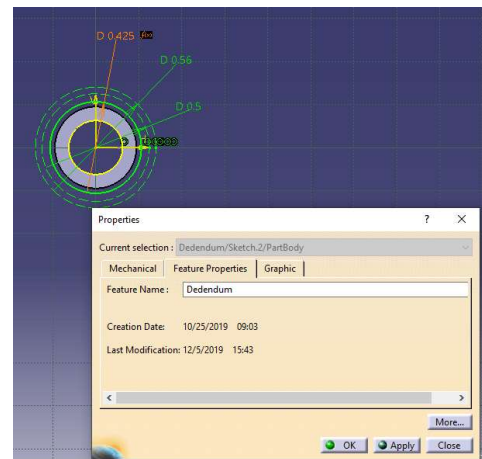 D 0.425 f(x)
D 0.56
D 0.5
Properties ? ×
Current selection : Dedendum/Sketch.2/PartBody
Mechanical Feature Properties Graphic
Feature Name : Dedendum
Creation Date: 10/25/2019 09:03
Last Modification: 12/5/2019 15:43
< >
More...
OK Apply Close